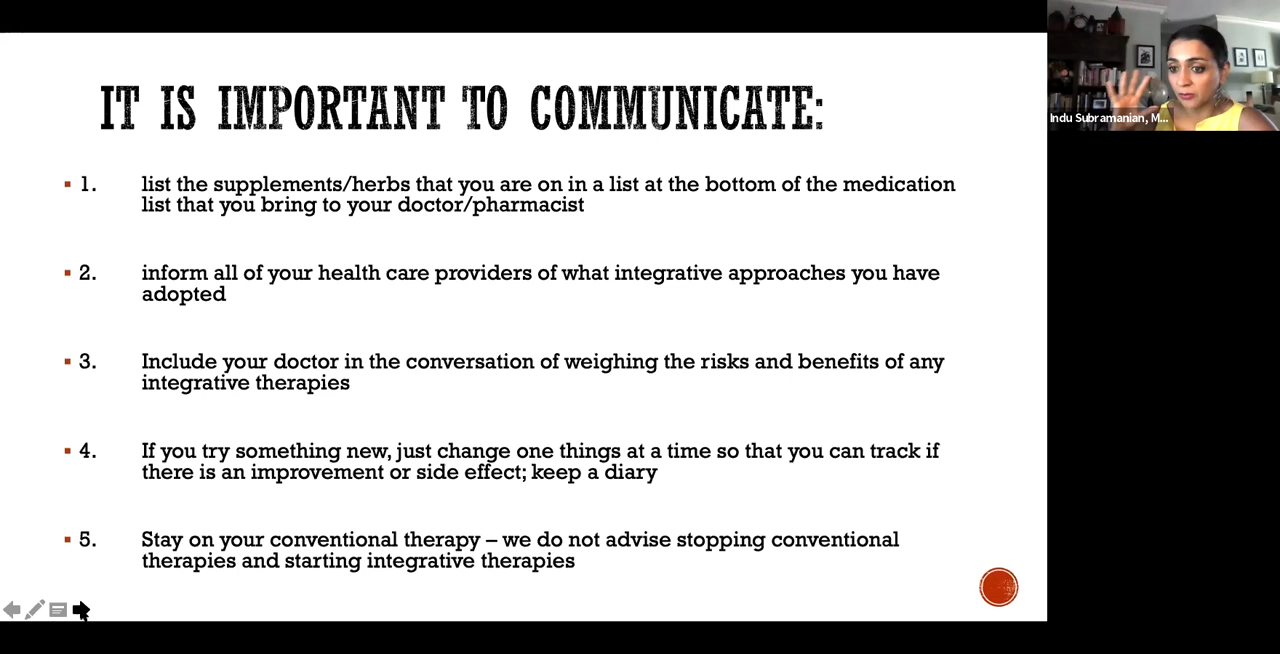 IT IS IMPORTANT TO COMMUNICATE:
Indu Subramanian, M...
1. list the supplements/herbs that you are on in a list at the bottom of the medication
list that you bring to your doctor/pharmacist
2. inform all of your health care providers of what integrative approaches you have
adopted
3. Include your doctor in the conversation of weighing the risks and benefits of any
integrative therapies
4. If you try something new, just change one things at a time so that you can track if
there is an improvement or side effect; keep a diary
5. Stay on your conventional therapy – we do not advise stopping conventional
therapies and starting integrative therapies